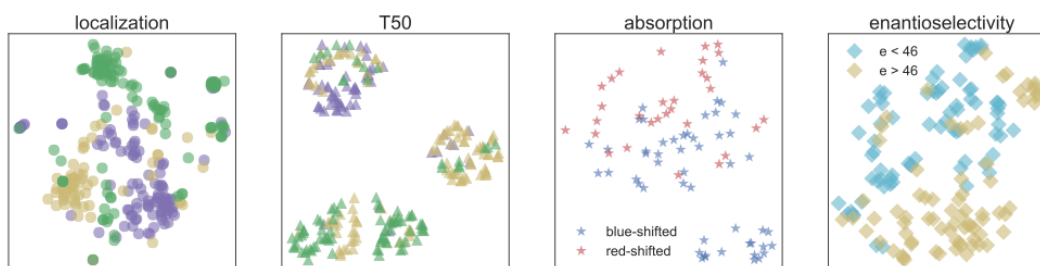 localization
T50
absorption
enantioselectivity
blue-shifted
red-shifted
e < 46
e > 46